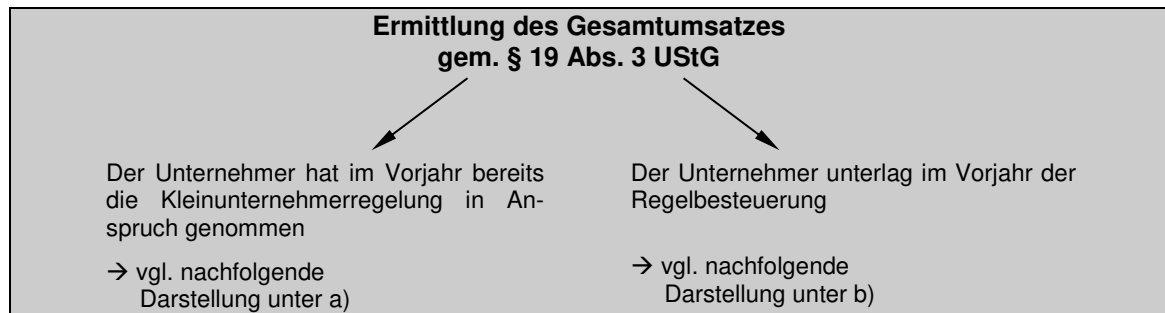 Ermittlung des Gesamtumsatzes
gem. § 19 Abs. 3 UStG
Der Unternehmer hat im Vorjahr bereits
die Kleinunternehmerregelung in An-
spruch genommen
→ vgl. nachfolgende
Darstellung unter a)
Der Unternehmer unterlag im Vorjahr der
Regelbesteuerung
→ vgl. nachfolgende
Darstellung unter b)